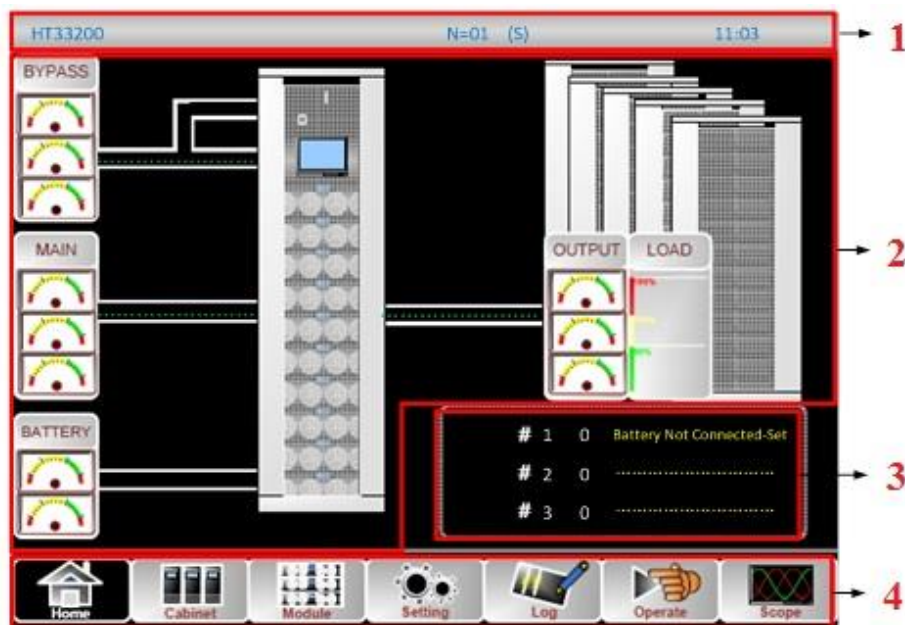 HT33200 N=01 (S) 11:03
1
BYPASS
MAIN
OUTPUT LOAD
2
BATTERY
# 1 0 Battery Not Connected-Set
# 2 0
# 3 0
3
Home Cabinet Module Setting Log Operate Scope
4